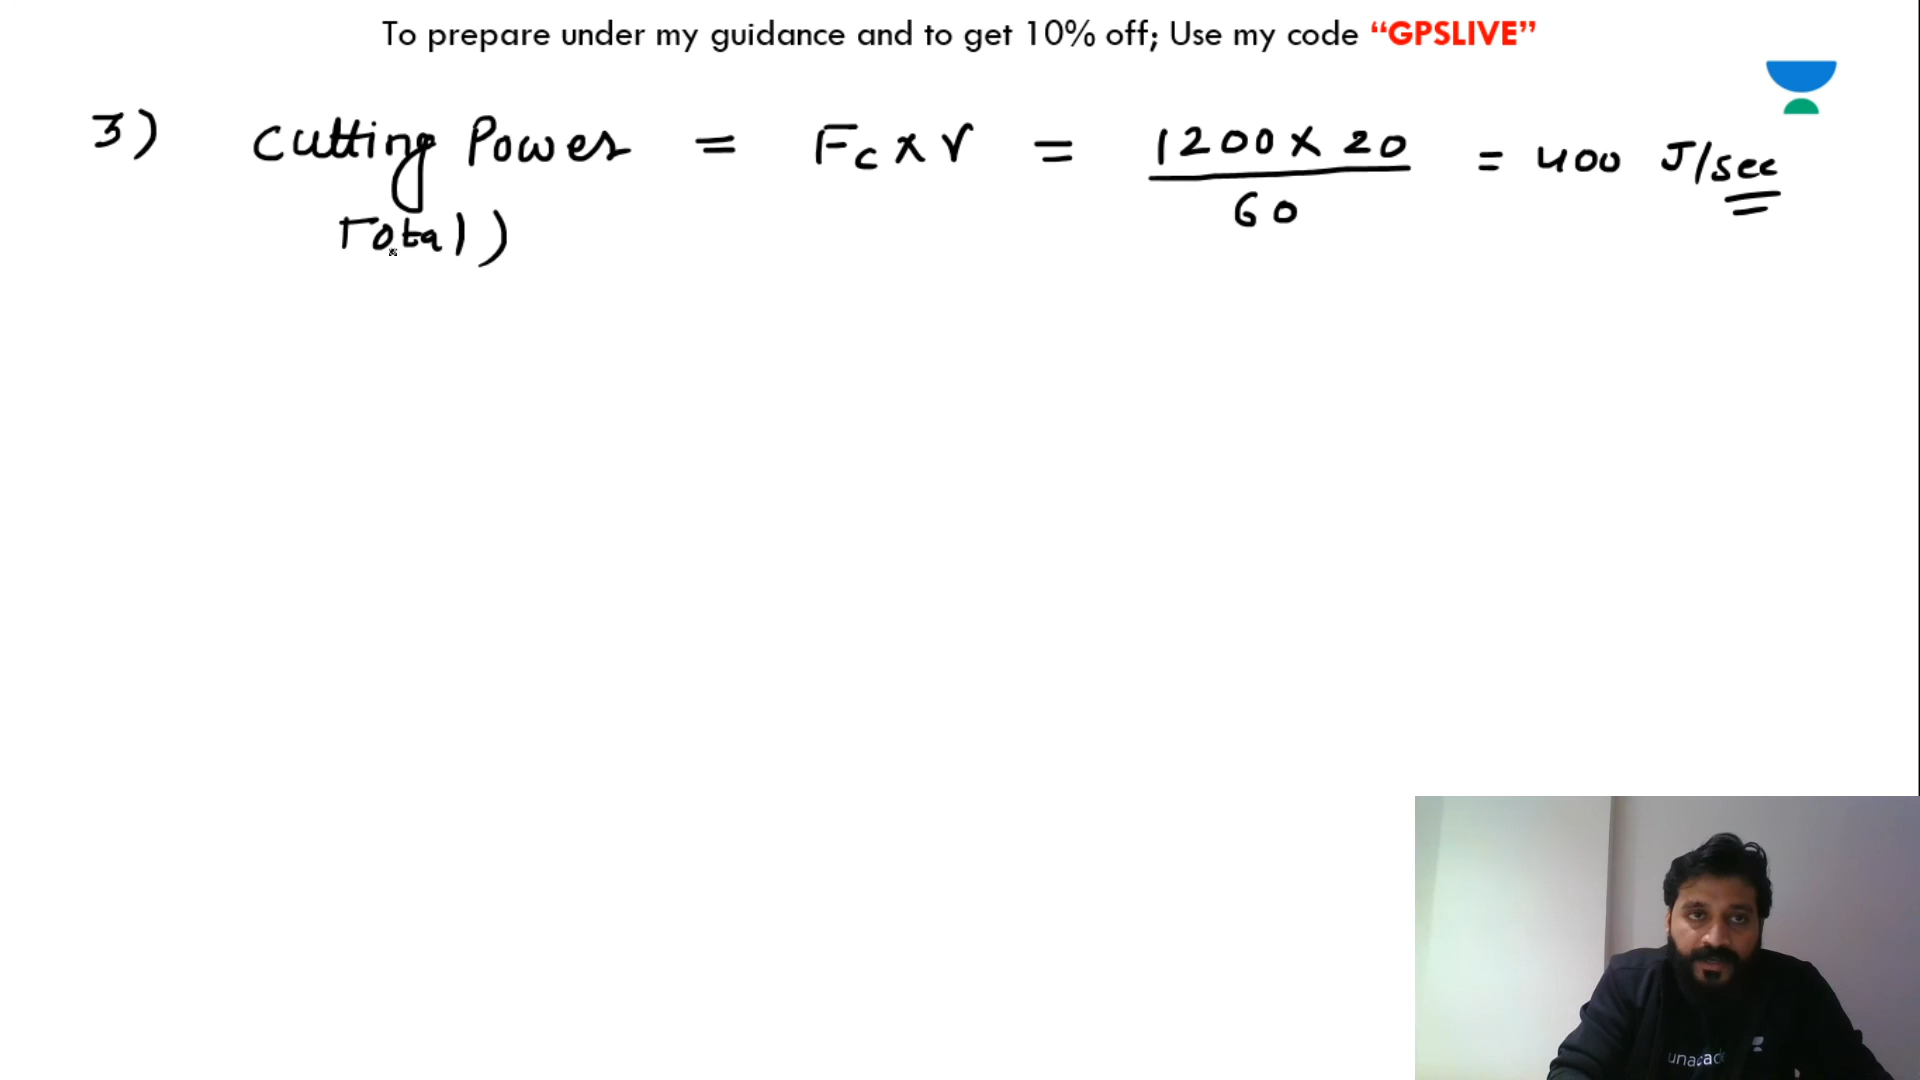 To prepare under my guidance and to get 10% off; Use my code “GPSLIVE”
3) Cutting Power = Fc x V = 1200 x 20 / 60 = 400 J/sec
Total)
unacad